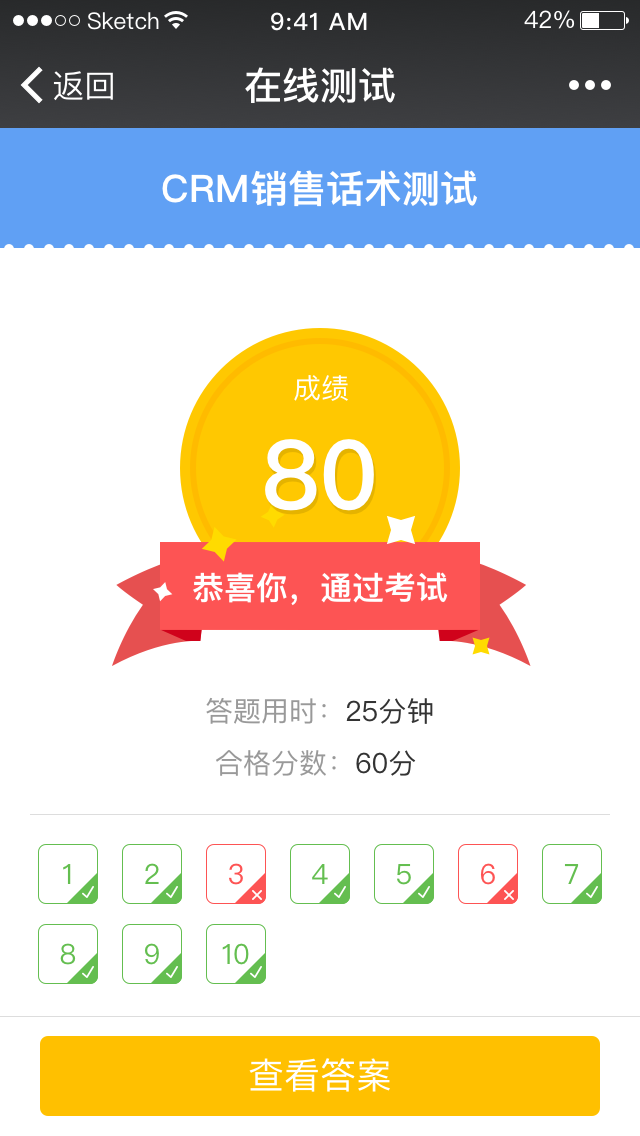 Sketch 9:41 AM 42%
返回 在线测试
CRM销售话术测试
成绩
80
恭喜你，通过考试
答题用时：25分钟
合格分数：60分
1 2 3 4 5 6 7
8 9 10
查看答案